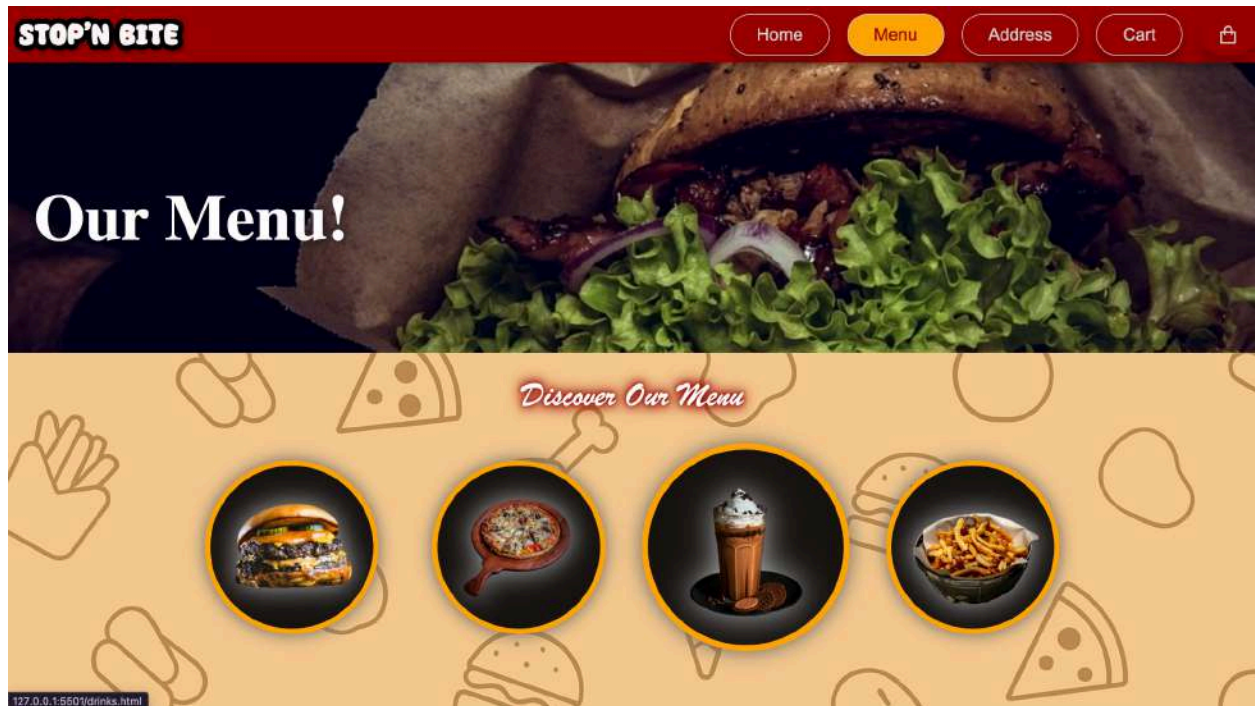 STOP'N BITE
Home Menu Address Cart
Our Menu!
Discover Our Menu
127.0.0.1:5501/drinks.html